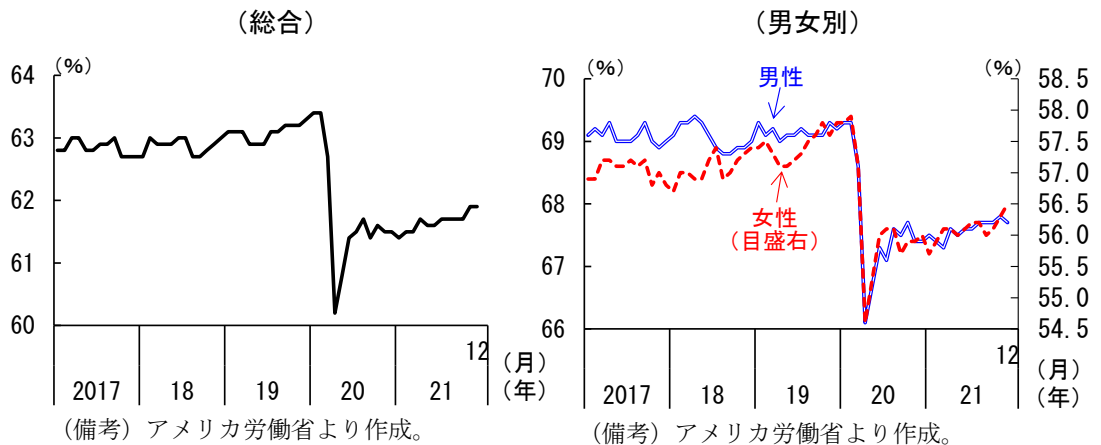 （総合）
（％）
64
63
62
61
60
12
（月）
2017 18 19 20 21
（年）
（備考）アメリカ労働省より作成。
（男女別）
（％）
（％）
70
69
68
67
66
男性
女性
（目盛右）
58.5
58.0
57.5
57.0
56.5
56.0
55.5
55.0
54.5
12
（月）
2017 18 19 20 21
（年）
（備考）アメリカ労働省より作成。